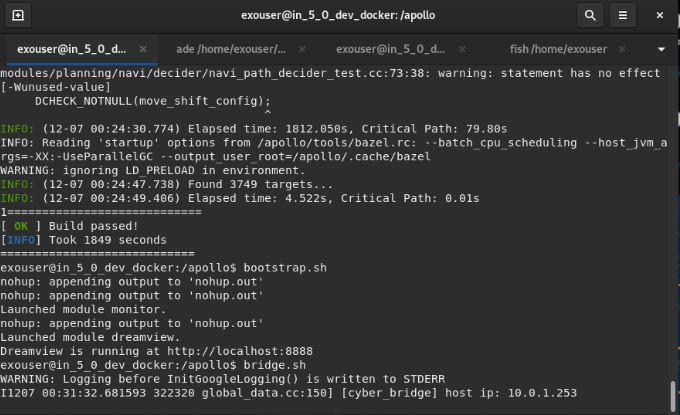 exouser@in_5_0_dev_docker: /apollo
exouser@in_5_0_d... ade /home/exouser/... exouser@in_5_0_dev_d... fish /home/exouser
modules/planning/navi/decider/navi_path_decider_test.cc:73:38: warning: statement has no effect
[-Wunused-value]
DCHECK_NOTNULL(move_shift_config);
^
INFO: (12-07 00:24:30.774) Elapsed time: 1812.050s, Critical Path: 79.80s
INFO: Reading 'startup' options from /apollo/tools/bazel.rc: --batch_cpu_scheduling --host_jvm_a
rgs=-XX:-UseParallelGC --output_user_root=/apollo/.cache/bazel
WARNING: ignoring LD_PRELOAD in environment.
INFO: (12-07 00:24:47.738) Found 3749 targets...
INFO: (12-07 00:24:49.406) Elapsed time: 4.522s, Critical Path: 0.01s
1============================
[ OK ] Build passed!
[INFO] Took 1849 seconds
============================
exouser@in_5_0_dev_docker:/apollo$ bootstrap.sh
nohup: appending output to 'nohup.out'
nohup: appending output to 'nohup.out'
Launched module monitor.
nohup: appending output to 'nohup.out'
Launched module dreamview.
Dreamview is running at http://localhost:8888
exouser@in_5_0_dev_docker:/apollo$ bridge.sh
WARNING: Logging before InitGoogleLogging() is written to STDERR
I1207 00:31:32.681593 322320 global_data.cc:150] [cyber_bridge] host ip: 10.0.1.253